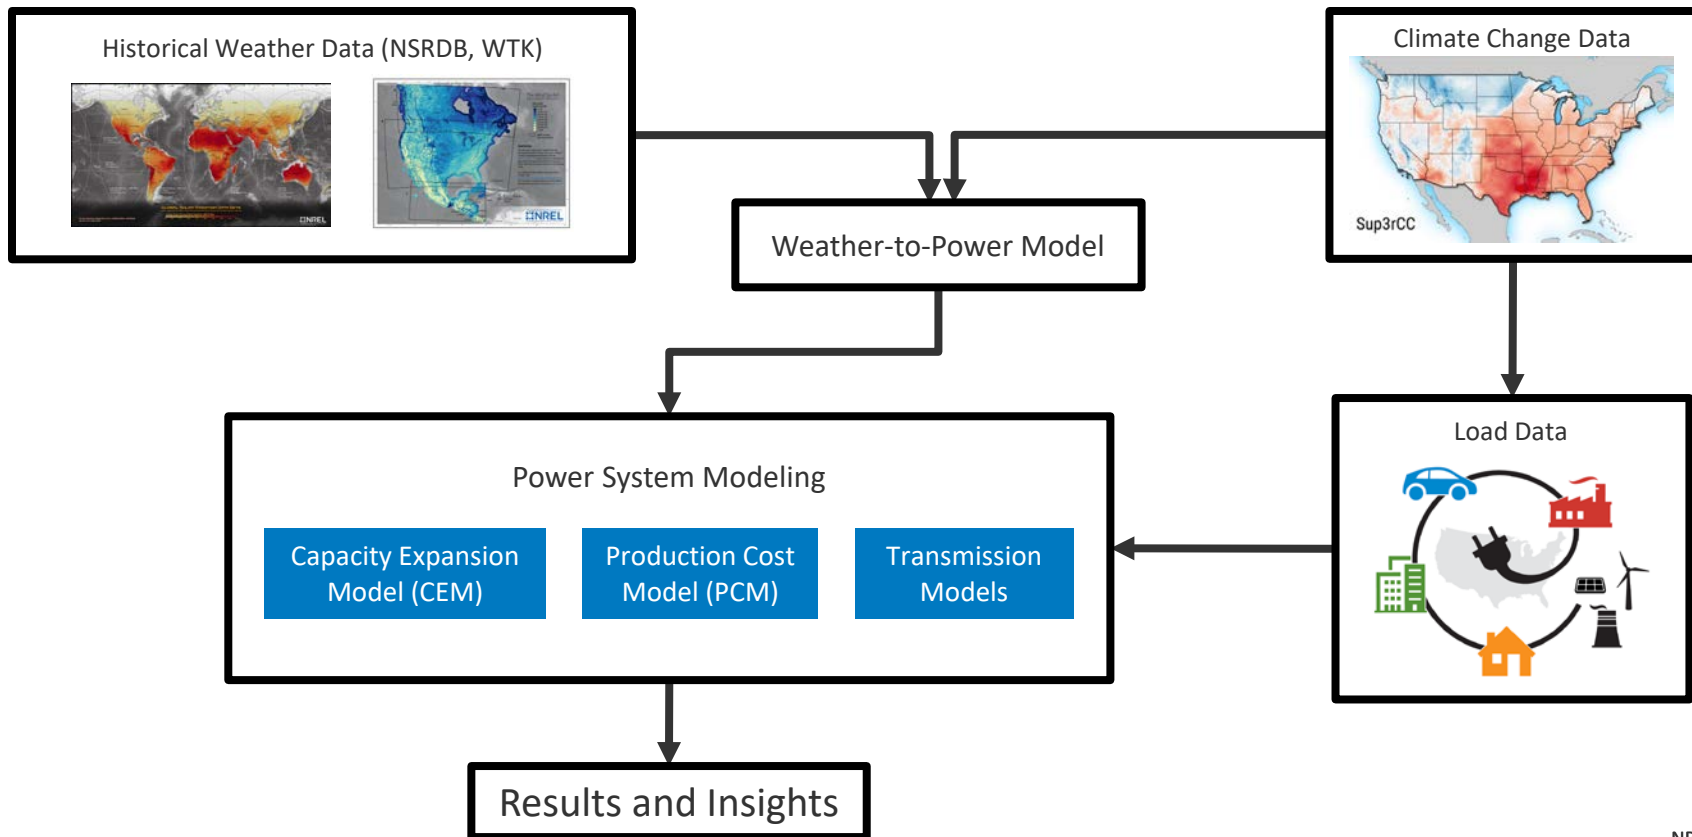 Historical Weather Data (NSRDB, WTK)
NREL
NREL
Climate Change Data
Sup3rCC
Weather-to-Power Model
Load Data
Power System Modeling
Capacity Expansion
Model (CEM)
Production Cost
Model (PCM)
Transmission
Models
Results and Insights